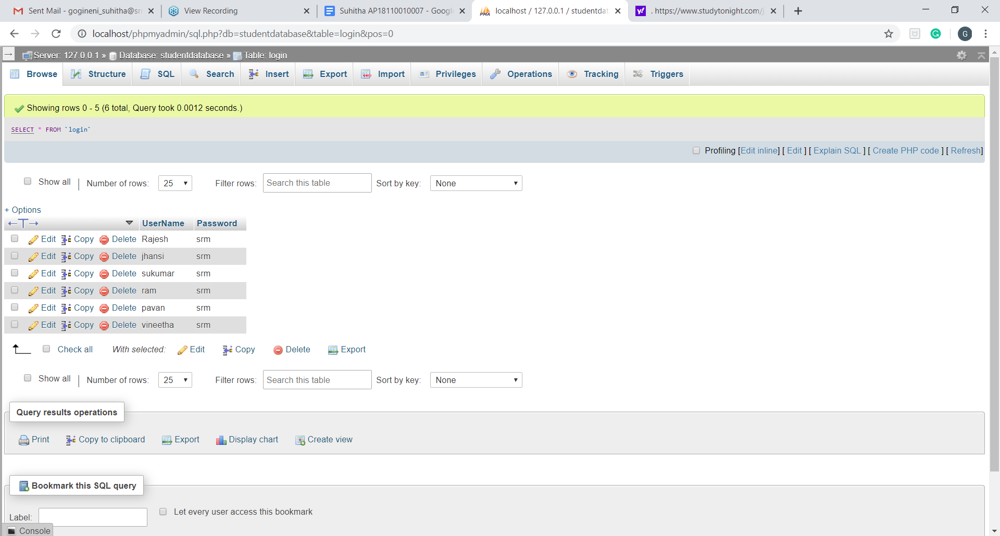 Sent Mail - gogineni_suhitha@sr
View Recording
Suhitha AP18110010007 - Google
localhost / 127.0.0.1 / studentdat
. https://www.studytonight.com/j
localhost/phpmyadmin/sql.php?db=studentdatabase&table=login&pos=0
G
Server: 127.0.0.1 » Database: studentdatabase » Table: login
Browse Structure SQL Search Insert Export Import Privileges Operations Tracking Triggers
Showing rows 0 - 5 (6 total, Query took 0.0012 seconds.)
SELECT * FROM `login`
Profiling [Edit inline] [ Edit ] [ Explain SQL ] [ Create PHP code ] [ Refresh]
Show all | Number of rows: 25 Filter rows: Search this table Sort by key: None
+ Options
←T→ UserName Password
Edit Copy Delete Rajesh srm
Edit Copy Delete jhansi srm
Edit Copy Delete sukumar srm
Edit Copy Delete ram srm
Edit Copy Delete pavan srm
Edit Copy Delete vineetha srm
Check all With selected: Edit Copy Delete Export
Show all | Number of rows: 25 Filter rows: Search this table Sort by key: None
Query results operations
Print Copy to clipboard Export Display chart Create view
Bookmark this SQL query
Label: Let every user access this bookmark
Console